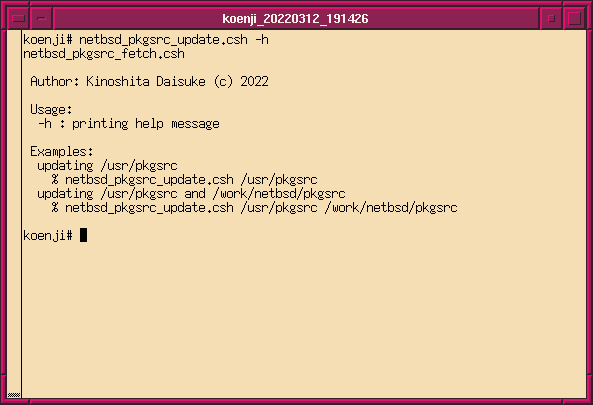 koenji_20220312_191426
koenji# netbsd_pkgsrc_update.csh -h
netbsd_pkgsrc_fetch.csh
Author: Kinoshita Daisuke (c) 2022
Usage:
-h : printing help message
Examples:
updating /usr/pkgsrc
% netbsd_pkgsrc_update.csh /usr/pkgsrc
updating /usr/pkgsrc and /work/netbsd/pkgsrc
% netbsd_pkgsrc_update.csh /usr/pkgsrc /work/netbsd/pkgsrc
koenji#